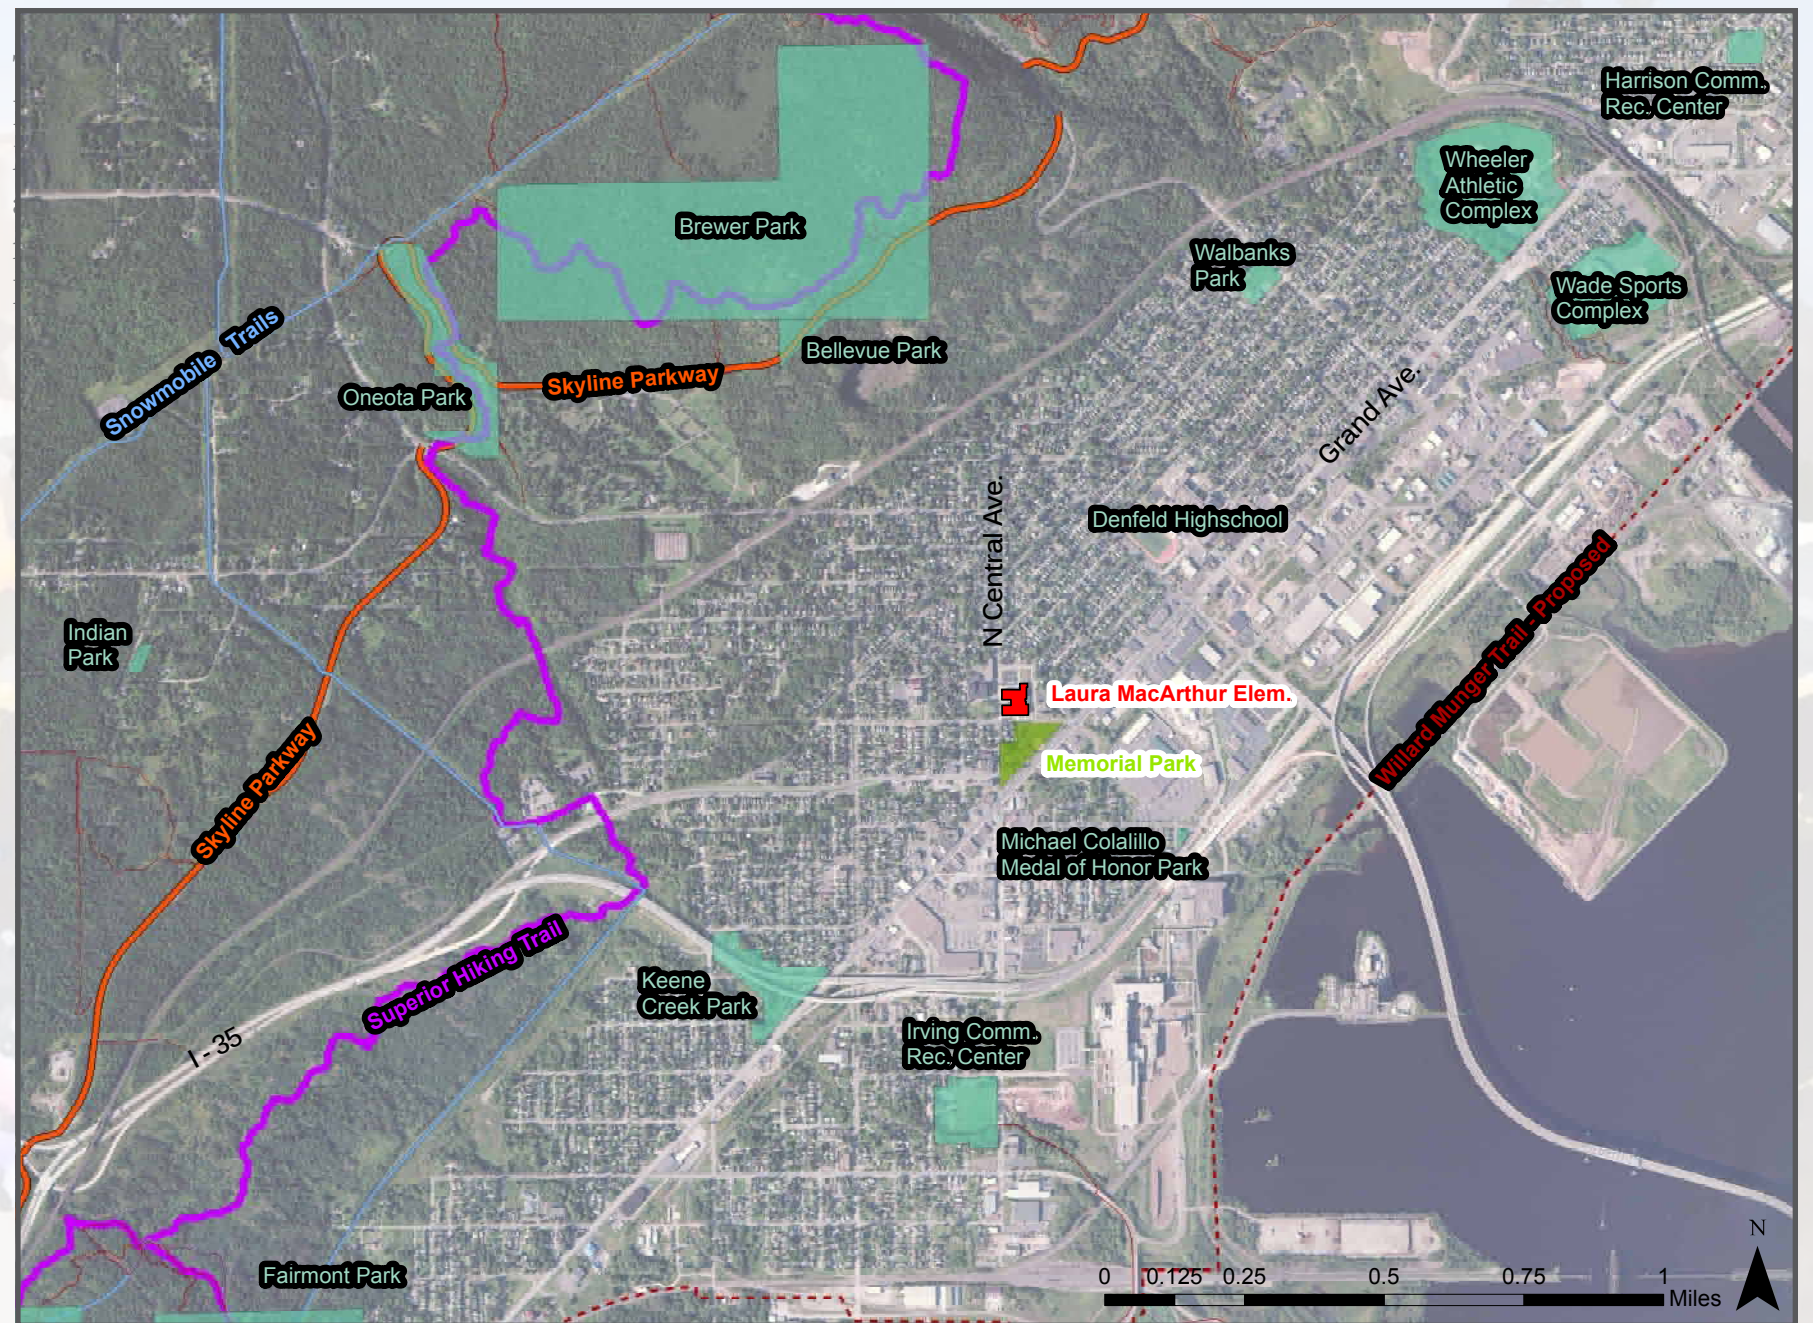 Harrison Comm.
Rec. Center
Wheeler
Athletic
Complex
Brewer Park
Walbanks
Park
Wade Sports
Complex
Snowmobile Trails
Bellevue Park
Skyline Parkway
Oneota Park
Grand Ave.
N Central Ave.
Denfeld Highschool
Willard Munger Trail - Proposed
Indian
Park
Laura MacArthur Elem.
Memorial Park
Skyline Parkway
Michael Colalillo
Medal of Honor Park
Superior Hiking Trail
Keene
Creek Park
I - 35
Irving Comm.
Rec. Center
Fairmont Park
N
0 0.125 0.25 0.5 0.75 1
Miles